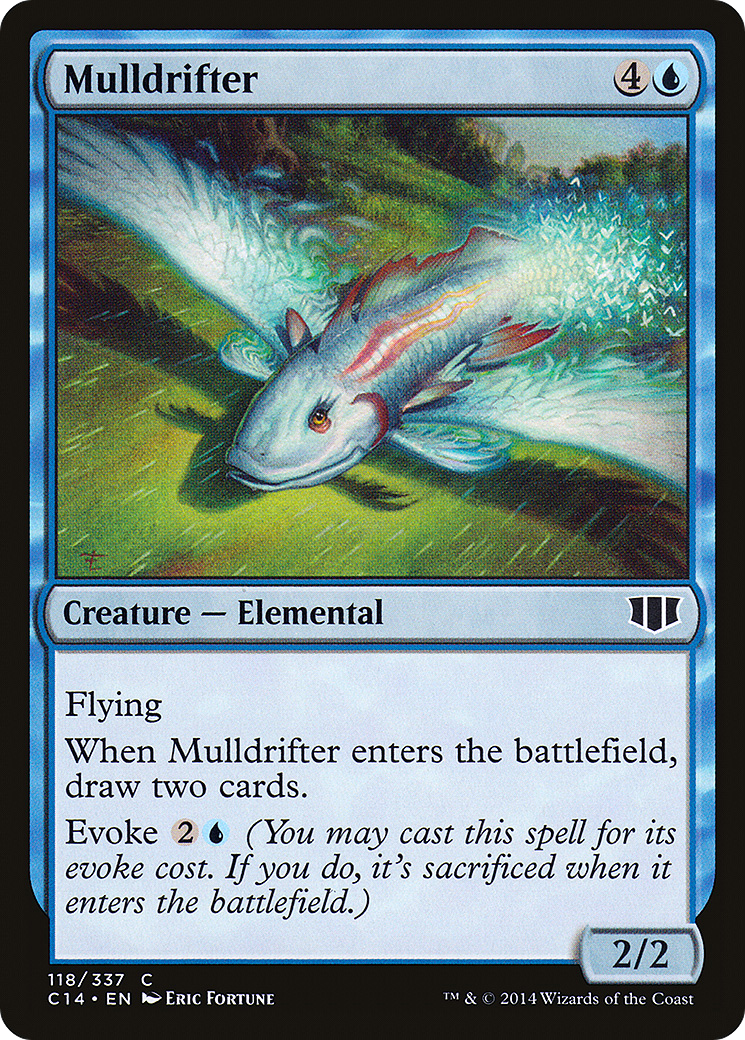 Mulldrifter 4
Creature — Elemental
Flying
When Mulldrifter enters the battlefield,
draw two cards.
Evoke 2 (You may cast this spell for its
evoke cost. If you do, it's sacrificed when it
enters the battlefield.)
2/2
118/337 C
C14 • EN Eric Fortune ™ & © 2014 Wizards of the Coast